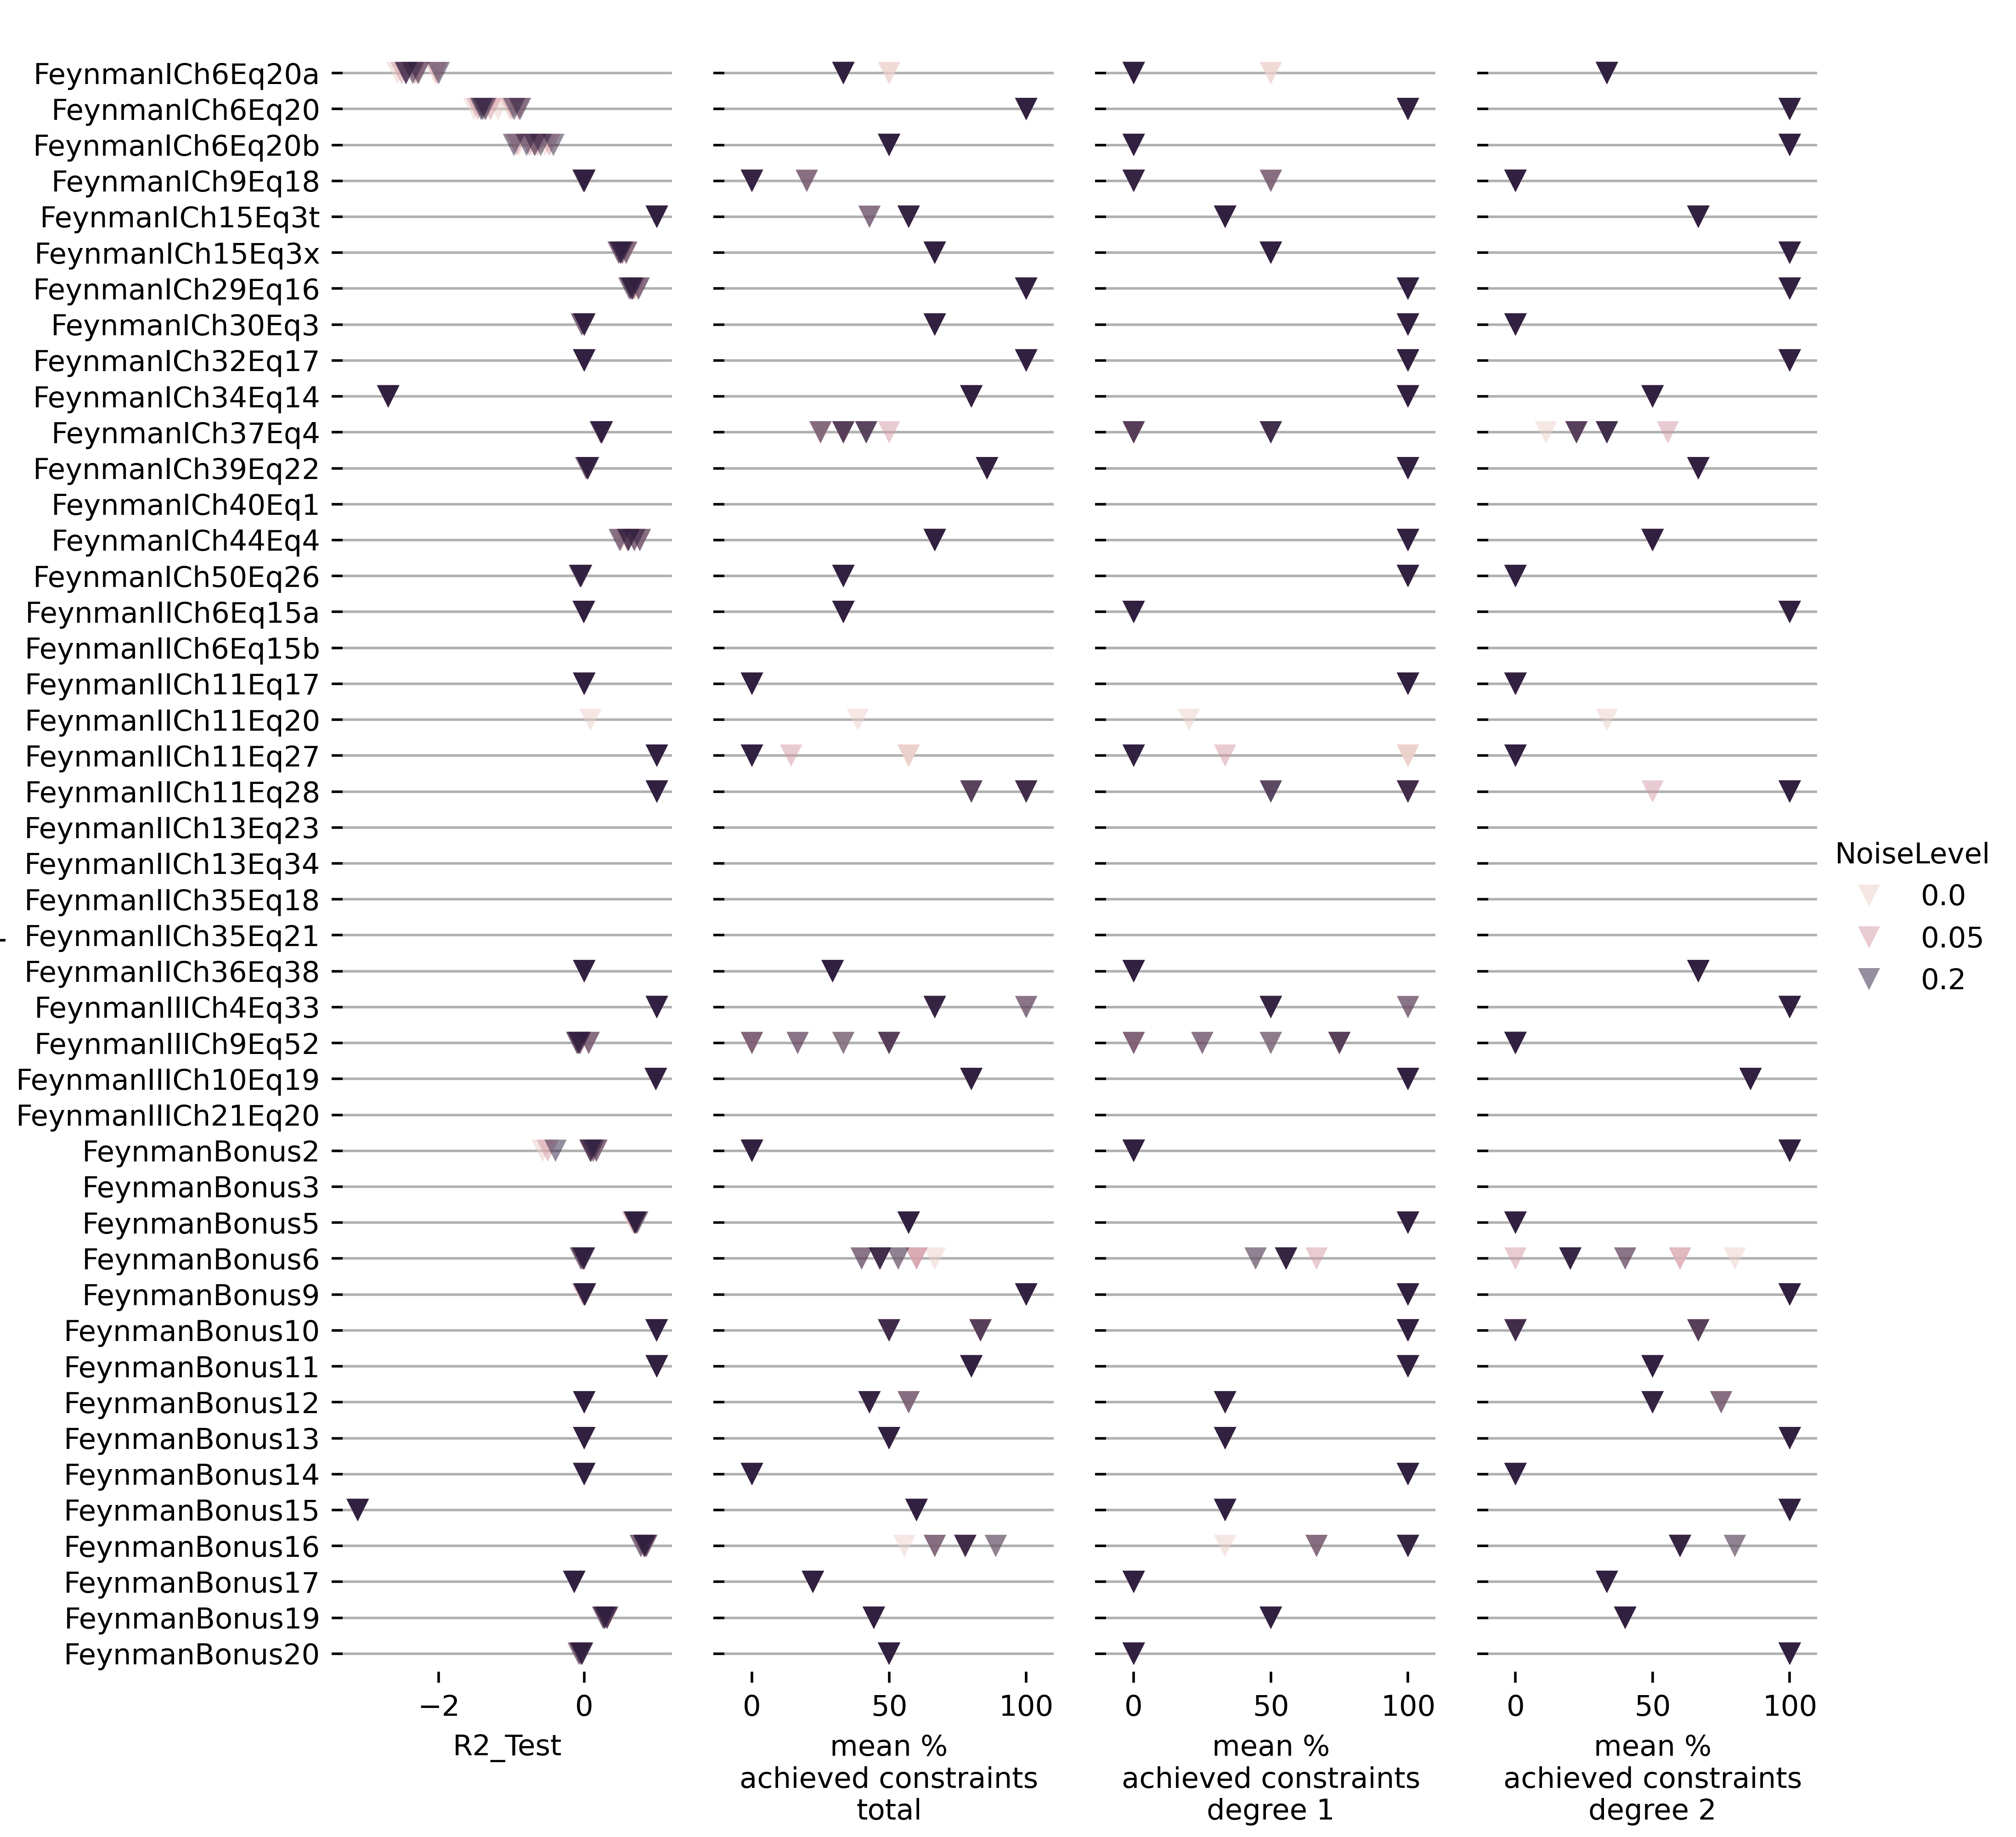 FeynmanICh6Eq20a
FeynmanICh6Eq20
FeynmanICh6Eq20b
FeynmanICh9Eq18
FeynmanICh15Eq3t
FeynmanICh15Eq3x
FeynmanICh29Eq16
FeynmanICh30Eq3
FeynmanICh32Eq17
FeynmanICh34Eq14
FeynmanICh37Eq4
FeynmanICh39Eq22
FeynmanICh40Eq1
FeynmanICh44Eq4
FeynmanICh50Eq26
FeynmanIICh6Eq15a
FeynmanIICh6Eq15b
FeynmanIICh11Eq17
FeynmanIICh11Eq20
FeynmanIICh11Eq27
FeynmanIICh11Eq28
FeynmanIICh13Eq23
FeynmanIICh13Eq34
FeynmanIICh35Eq18
FeynmanIICh35Eq21
FeynmanIICh36Eq38
FeynmanIIICh4Eq33
FeynmanIIICh9Eq52
FeynmanIIICh10Eq19
FeynmanIIICh21Eq20
FeynmanBonus2
FeynmanBonus3
FeynmanBonus5
FeynmanBonus6
FeynmanBonus9
FeynmanBonus10
FeynmanBonus11
FeynmanBonus12
FeynmanBonus13
FeynmanBonus14
FeynmanBonus15
FeynmanBonus16
FeynmanBonus17
FeynmanBonus19
FeynmanBonus20
−2 0
R2_Test
0 50 100
mean %
achieved constraints
total
0 50 100
mean %
achieved constraints
degree 1
0 50 100
mean %
achieved constraints
degree 2
NoiseLevel
0.0
0.05
0.2